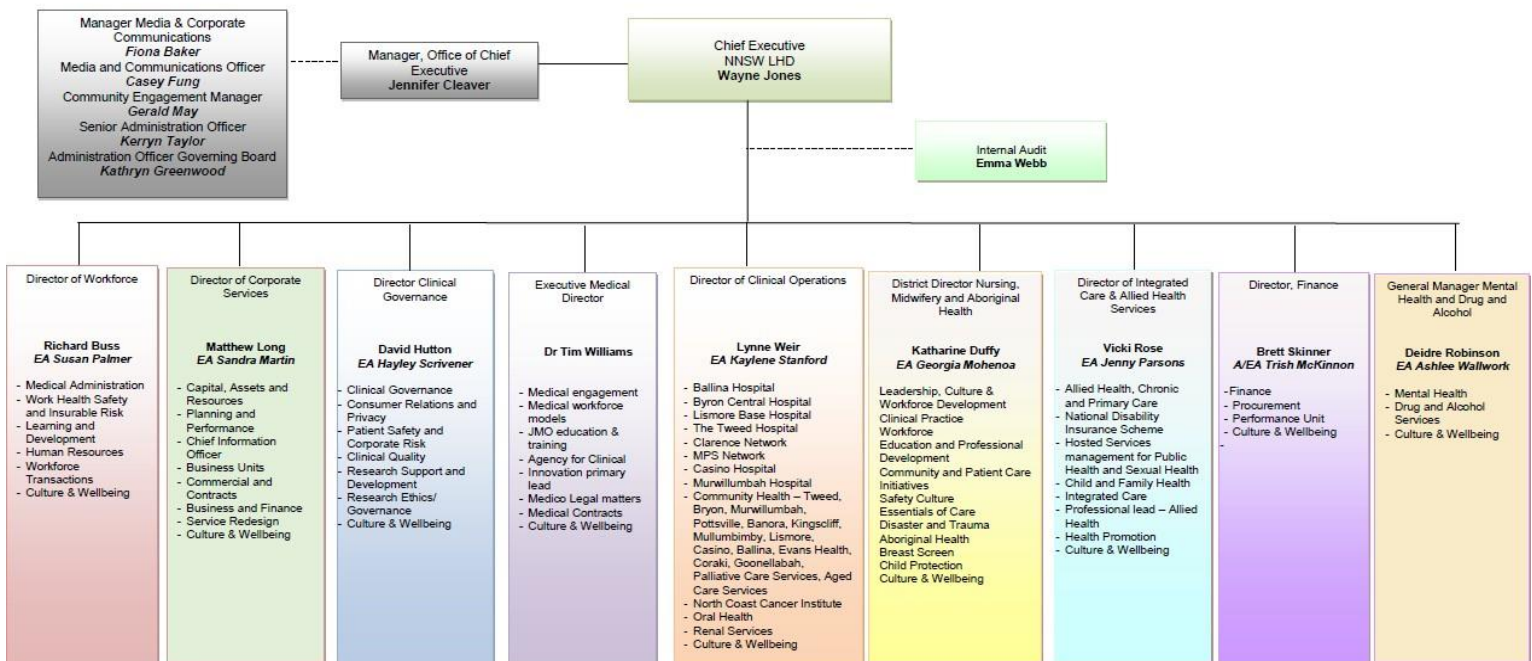 Manager Media & Corporate
Communications
Fiona Baker
Media and Communications Officer
Casey Fung
Community Engagement Manager
Gerald May
Senior Administration Officer
Kerryn Taylor
Administration Officer Governing Board
Kathryn Greenwood
Manager, Office of Chief
Executive
Jennifer Cleaver
Chief Executive
NNSW LHD
Wayne Jones
Internal Audit
Emma Webb
Director of Workforce
Richard Buss
EA Susan Palmer
- Medical Administration
- Work Health Safety
and Insurable Risk
- Learning and
Development
- Human Resources
- Workforce
Transactions
- Culture & Wellbeing
Director of Corporate
Services
Matthew Long
EA Sandra Martin
- Capital, Assets and
Resources
- Planning and
Performance
- Chief Information
Officer
- Business Units
- Commercial and
Contracts
- Business and Finance
- Service Redesign
- Culture & Wellbeing
Director Clinical
Governance
David Hutton
EA Hayley Scrivener
- Clinical Governance
- Consumer Relations and
Privacy
- Patient Safety and
Corporate Risk
- Clinical Quality
- Research Support and
Development
- Research Ethics/
Governance
- Culture & Wellbeing
Executive Medical
Director
Dr Tim Williams
- Medical engagement
- Medical workforce
models
- JMO education &
training
- Agency for Clinical
- Innovation primary
lead
- Medico Legal matters
- Medical Contracts
- Culture & Wellbeing
Director of Clinical Operations
Lynne Weir
EA Kaylene Stanford
- Ballina Hospital
- Byron Central Hospital
- Lismore Base Hospital
- The Tweed Hospital
- Clarence Network
- MPS Network
- Casino Hospital
- Murwillumbah Hospital
- Community Health – Tweed,
Bryon, Murwillumbah,
Pottsville, Banora, Kingscliff,
Mullumbimby, Lismore,
Casino, Ballina, Evans Health,
Coraki, Goonellabah,
Palliative Care Services, Aged
Care Services
- North Coast Cancer Institute
- Oral Health
- Renal Services
- Culture & Wellbeing
District Director Nursing,
Midwifery and Aboriginal
Health
Katharine Duffy
EA Georgia Mohenoa
Leadership, Culture &
Workforce Development
Clinical Practice
Workforce
Education and Professional
Development
Community and Patient Care
Initiatives
Safety Culture
Essentials of Care
Disaster and Trauma
Aboriginal Health
Breast Screen
Child Protection
Culture & Wellbeing
Director of Integrated
Care & Allied Health
Services
Vicki Rose
EA Jenny Parsons
- Allied Health, Chronic
and Primary Care
- National Disability
Insurance Scheme
- Hosted Services
management for Public
Health and Sexual Health
- Child and Family Health
- Integrated Care
- Professional lead – Allied
Health
- Health Promotion
- Culture & Wellbeing
Director, Finance
Brett Skinner
A/EA Trish McKinnon
-Finance
- Procurement
- Performance Unit
- Culture & Wellbeing
-
General Manager Mental
Health and Drug and
Alcohol
Deidre Robinson
EA Ashlee Wallwork
- Mental Health
- Drug and Alcohol
Services
- Culture & Wellbeing